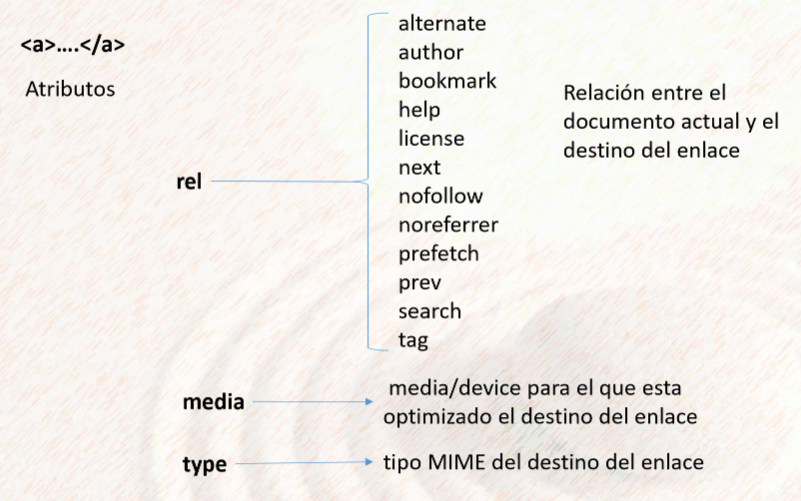 <a>....</a>
Atributos
rel
alternate
author
bookmark
help
license
next
nofollow
noreferrer
prefetch
prev
search
tag
Relación entre el
documento actual y el
destino del enlace
media
media/device para el que esta
optimizado el destino del enlace
type
tipo MIME del destino del enlace